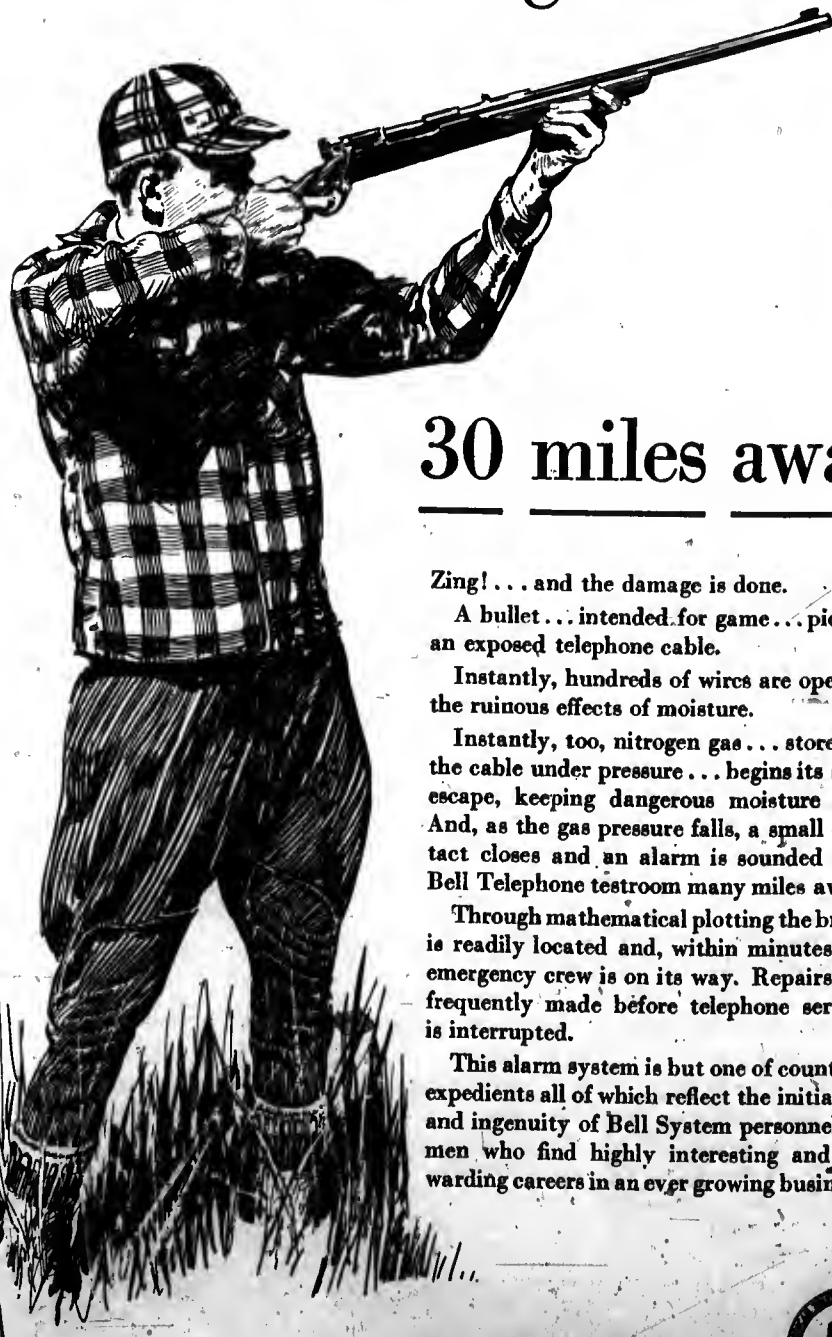 30 miles awa
Zing! . . . and the damage is done.
A bullet . . . intended for game . . . pie
an exposed telephone cable.
Instantly, hundreds of wires are ope
the ruinous effects of moisture.
Instantly, too, nitrogen gas . . . store
the cable under pressure . . . begins its
escape, keeping dangerous moisture
And, as the gas pressure falls, a small
tact closes and an alarm is sounded
Bell Telephone testroom many miles av
Through mathematical plotting the br
is readily located and, within minutes
emergency crew is on its way. Repairs
frequently made before telephone ser
is interrupted.
This alarm system is but one of count
expedients all of which reflect the initia
and ingenuity of Bell System personne
men who find highly interesting and
warding careers in an ever growing busin